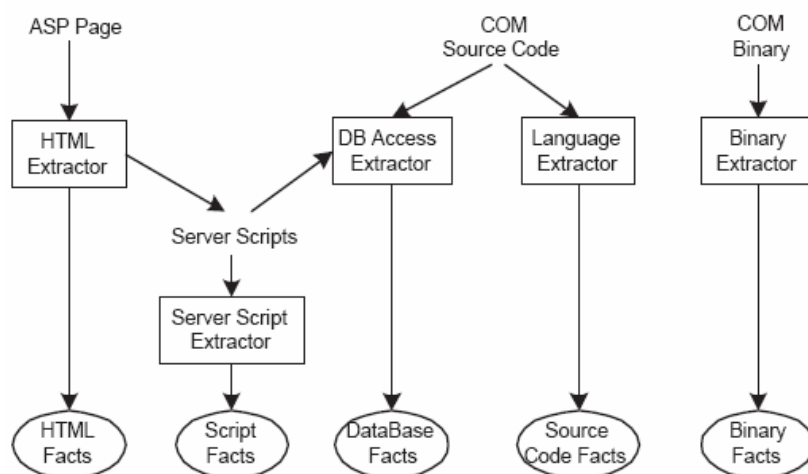 ASP Page
COM
Source Code
COM
Binary
HTML
Extractor
DB Access
Extractor
Language
Extractor
Binary
Extractor
Server Scripts
Server Script
Extractor
HTML
Facts
Script
Facts
DataBase
Facts
Source
Code Facts
Binary
Facts